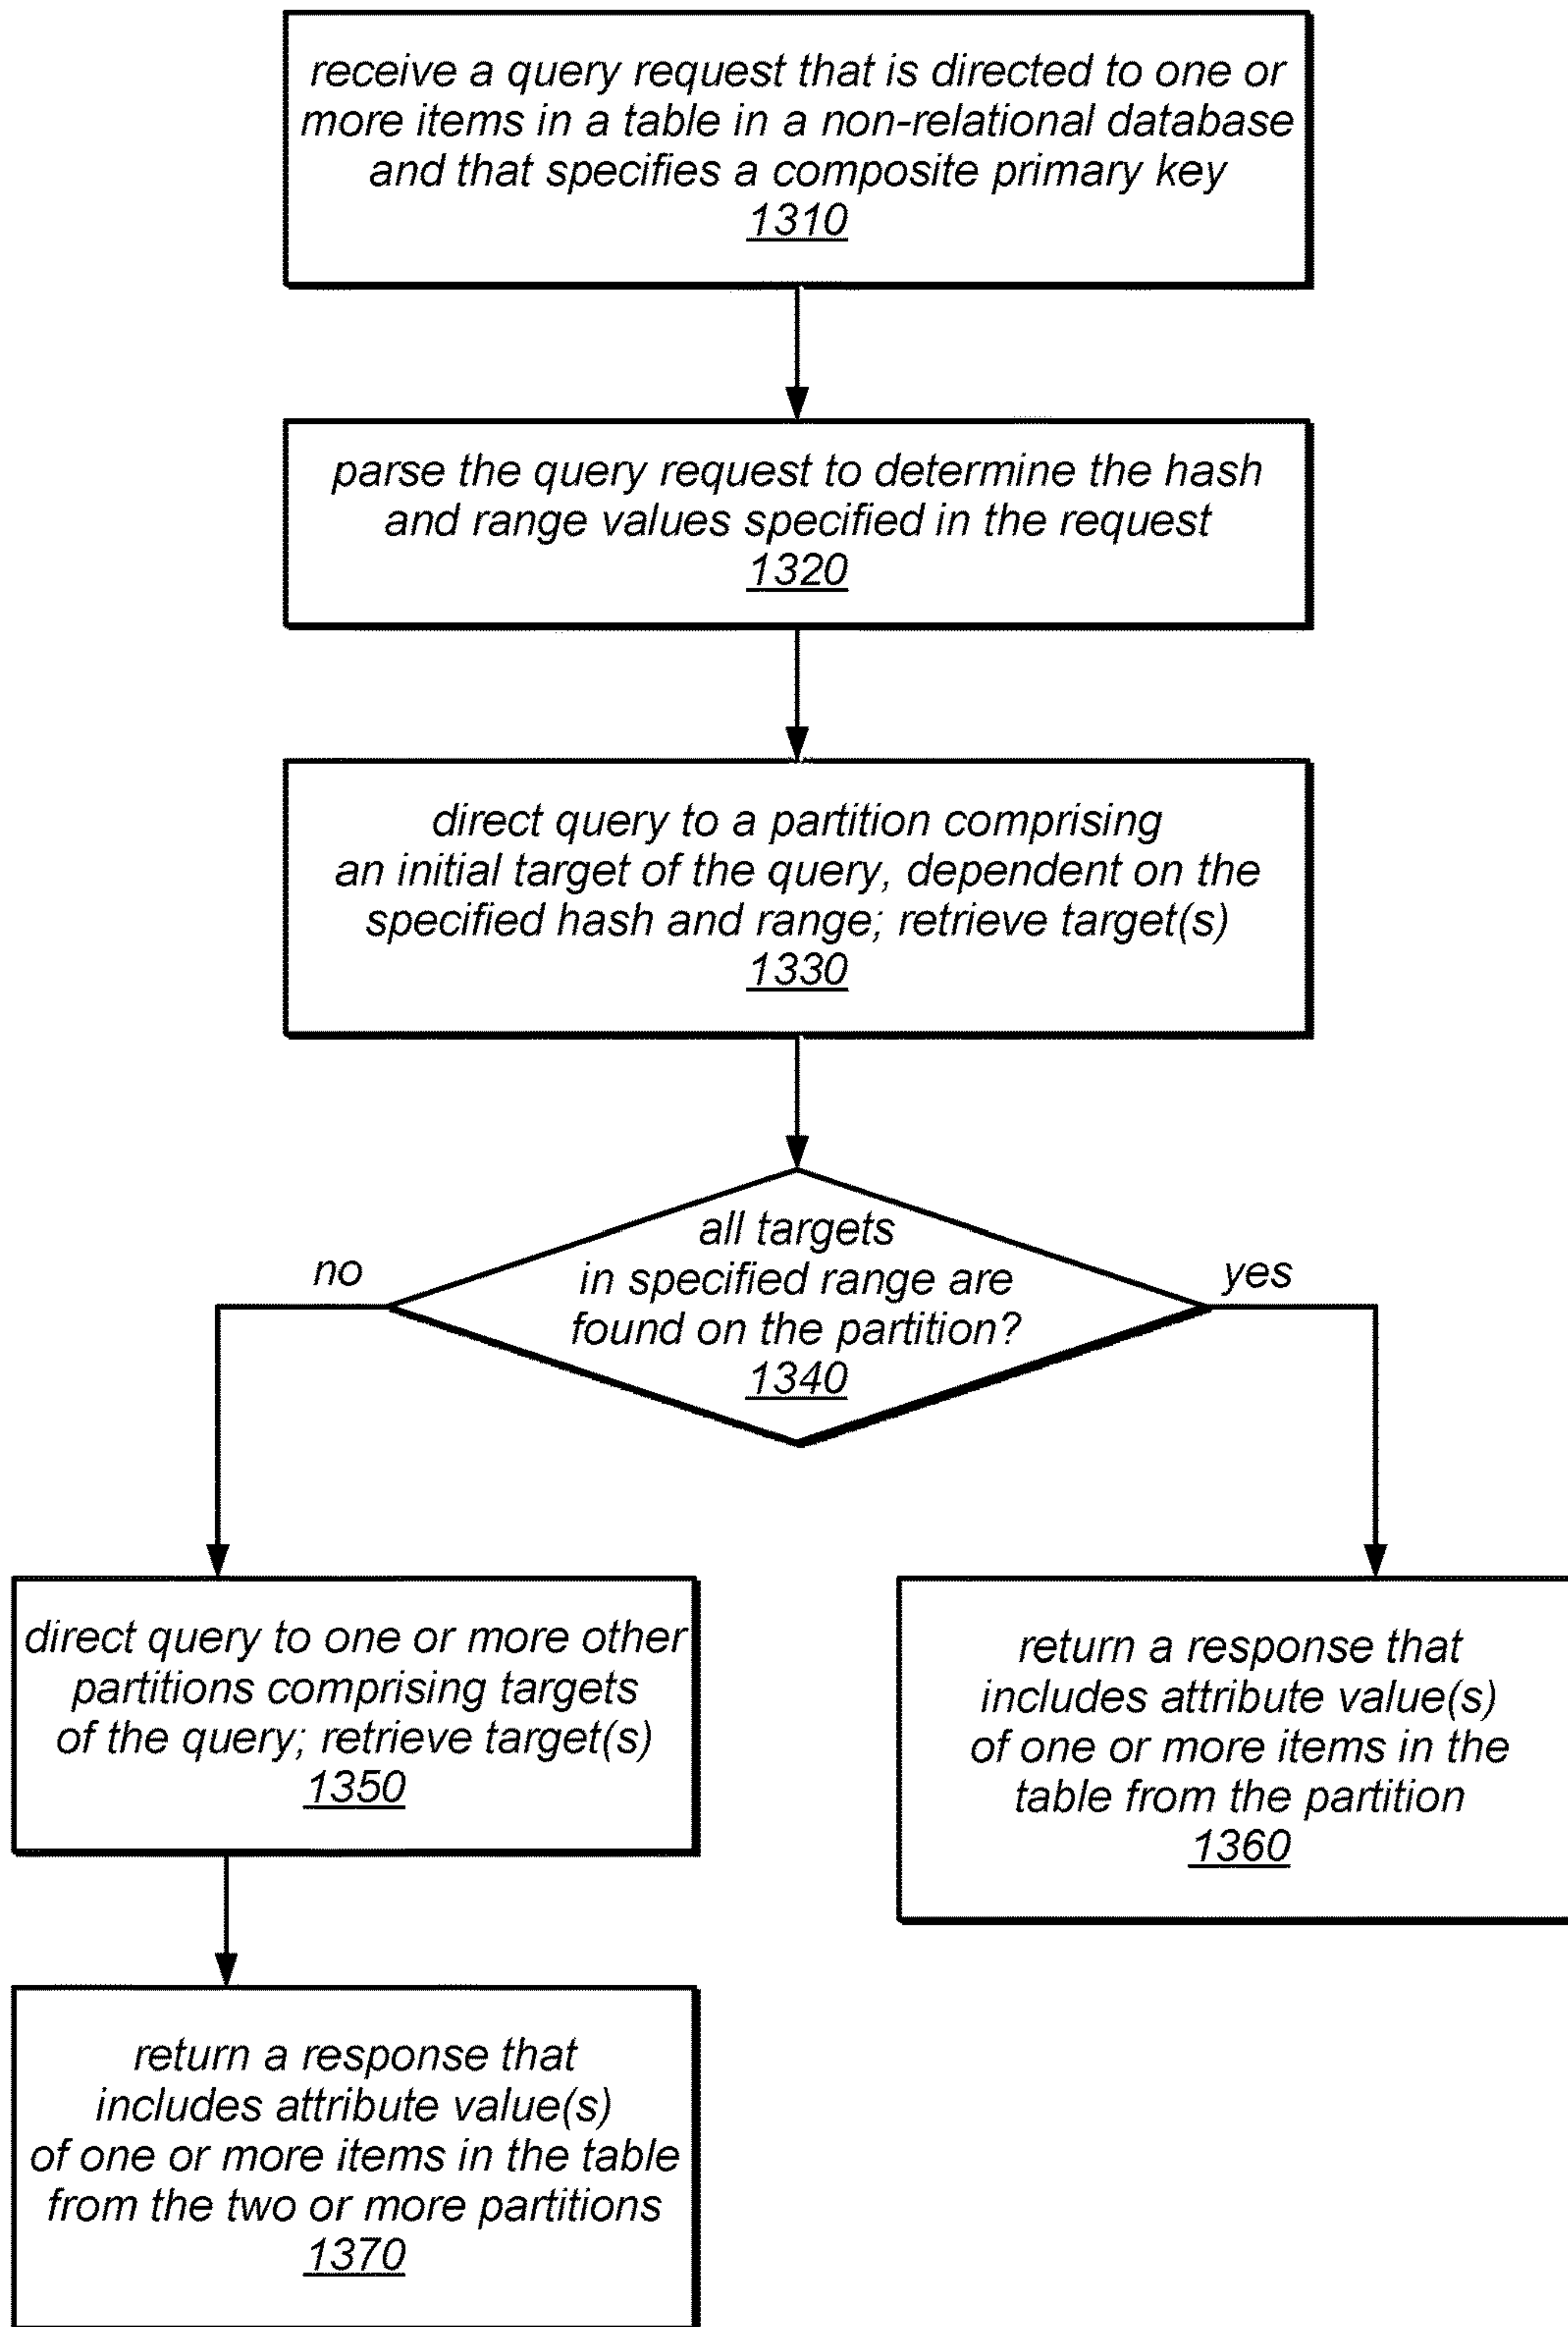 receive a query request that is directed to one or
more items in a table in a non-relational database
and that specifies a composite primary key
1310
parse the query request to determine the hash
and range values specified in the request
1320
direct query to a partition comprising
an initial target of the query, dependent on the
specified hash and range; retrieve target(s)
1330
all targets
in specified range are
found on the partition?
1340
no
yes
direct query to one or more other
partitions comprising targets
of the query; retrieve target(s)
1350
return a response that
includes attribute value(s)
of one or more items in the
table from the partition
1360
return a response that
includes attribute value(s)
of one or more items in the table
from the two or more partitions
1370